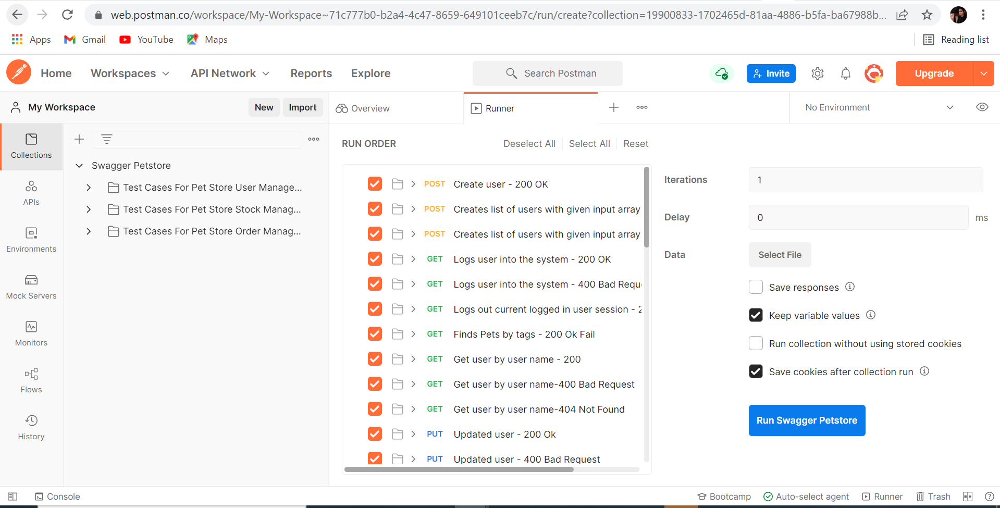 web.postman.co/workspace/My-Workspace~71c777b0-b2a4-4c47-8659-649101ceeb7c/run/create?collection=19900833-1702465d-81aa-4886-b5fa-ba67988b...
Apps Gmail YouTube Maps Reading list
Home Workspaces API Network Reports Explore Search Postman Invite Upgrade
My Workspace New Import Overview Runner No Environment
Collections
APIs
Environments
Mock Servers
Monitors
Flows
History
Swagger Petstore
Test Cases For Pet Store User Manage...
Test Cases For Pet Store Stock Manag...
Test Cases For Pet Store Order Manag...
RUN ORDER Deselect All Select All Reset
POST Create user - 200 OK
POST Creates list of users with given input array
POST Creates list of users with given input array
GET Logs user into the system - 200 OK
GET Logs user into the system - 400 Bad Requ
GET Logs out current logged in user session - 2
GET Finds Pets by tags - 200 Ok Fail
GET Get user by user name - 200
GET Get user by user name-400 Bad Request
GET Get user by user name-404 Not Found
PUT Updated user - 200 Ok
PUT Updated user - 400 Bad Request
Iterations 1
Delay 0 ms
Data Select File
Save responses
Keep variable values
Run collection without using stored cookies
Save cookies after collection run
Run Swagger Petstore
Console Bootcamp Auto-select agent Runner Trash